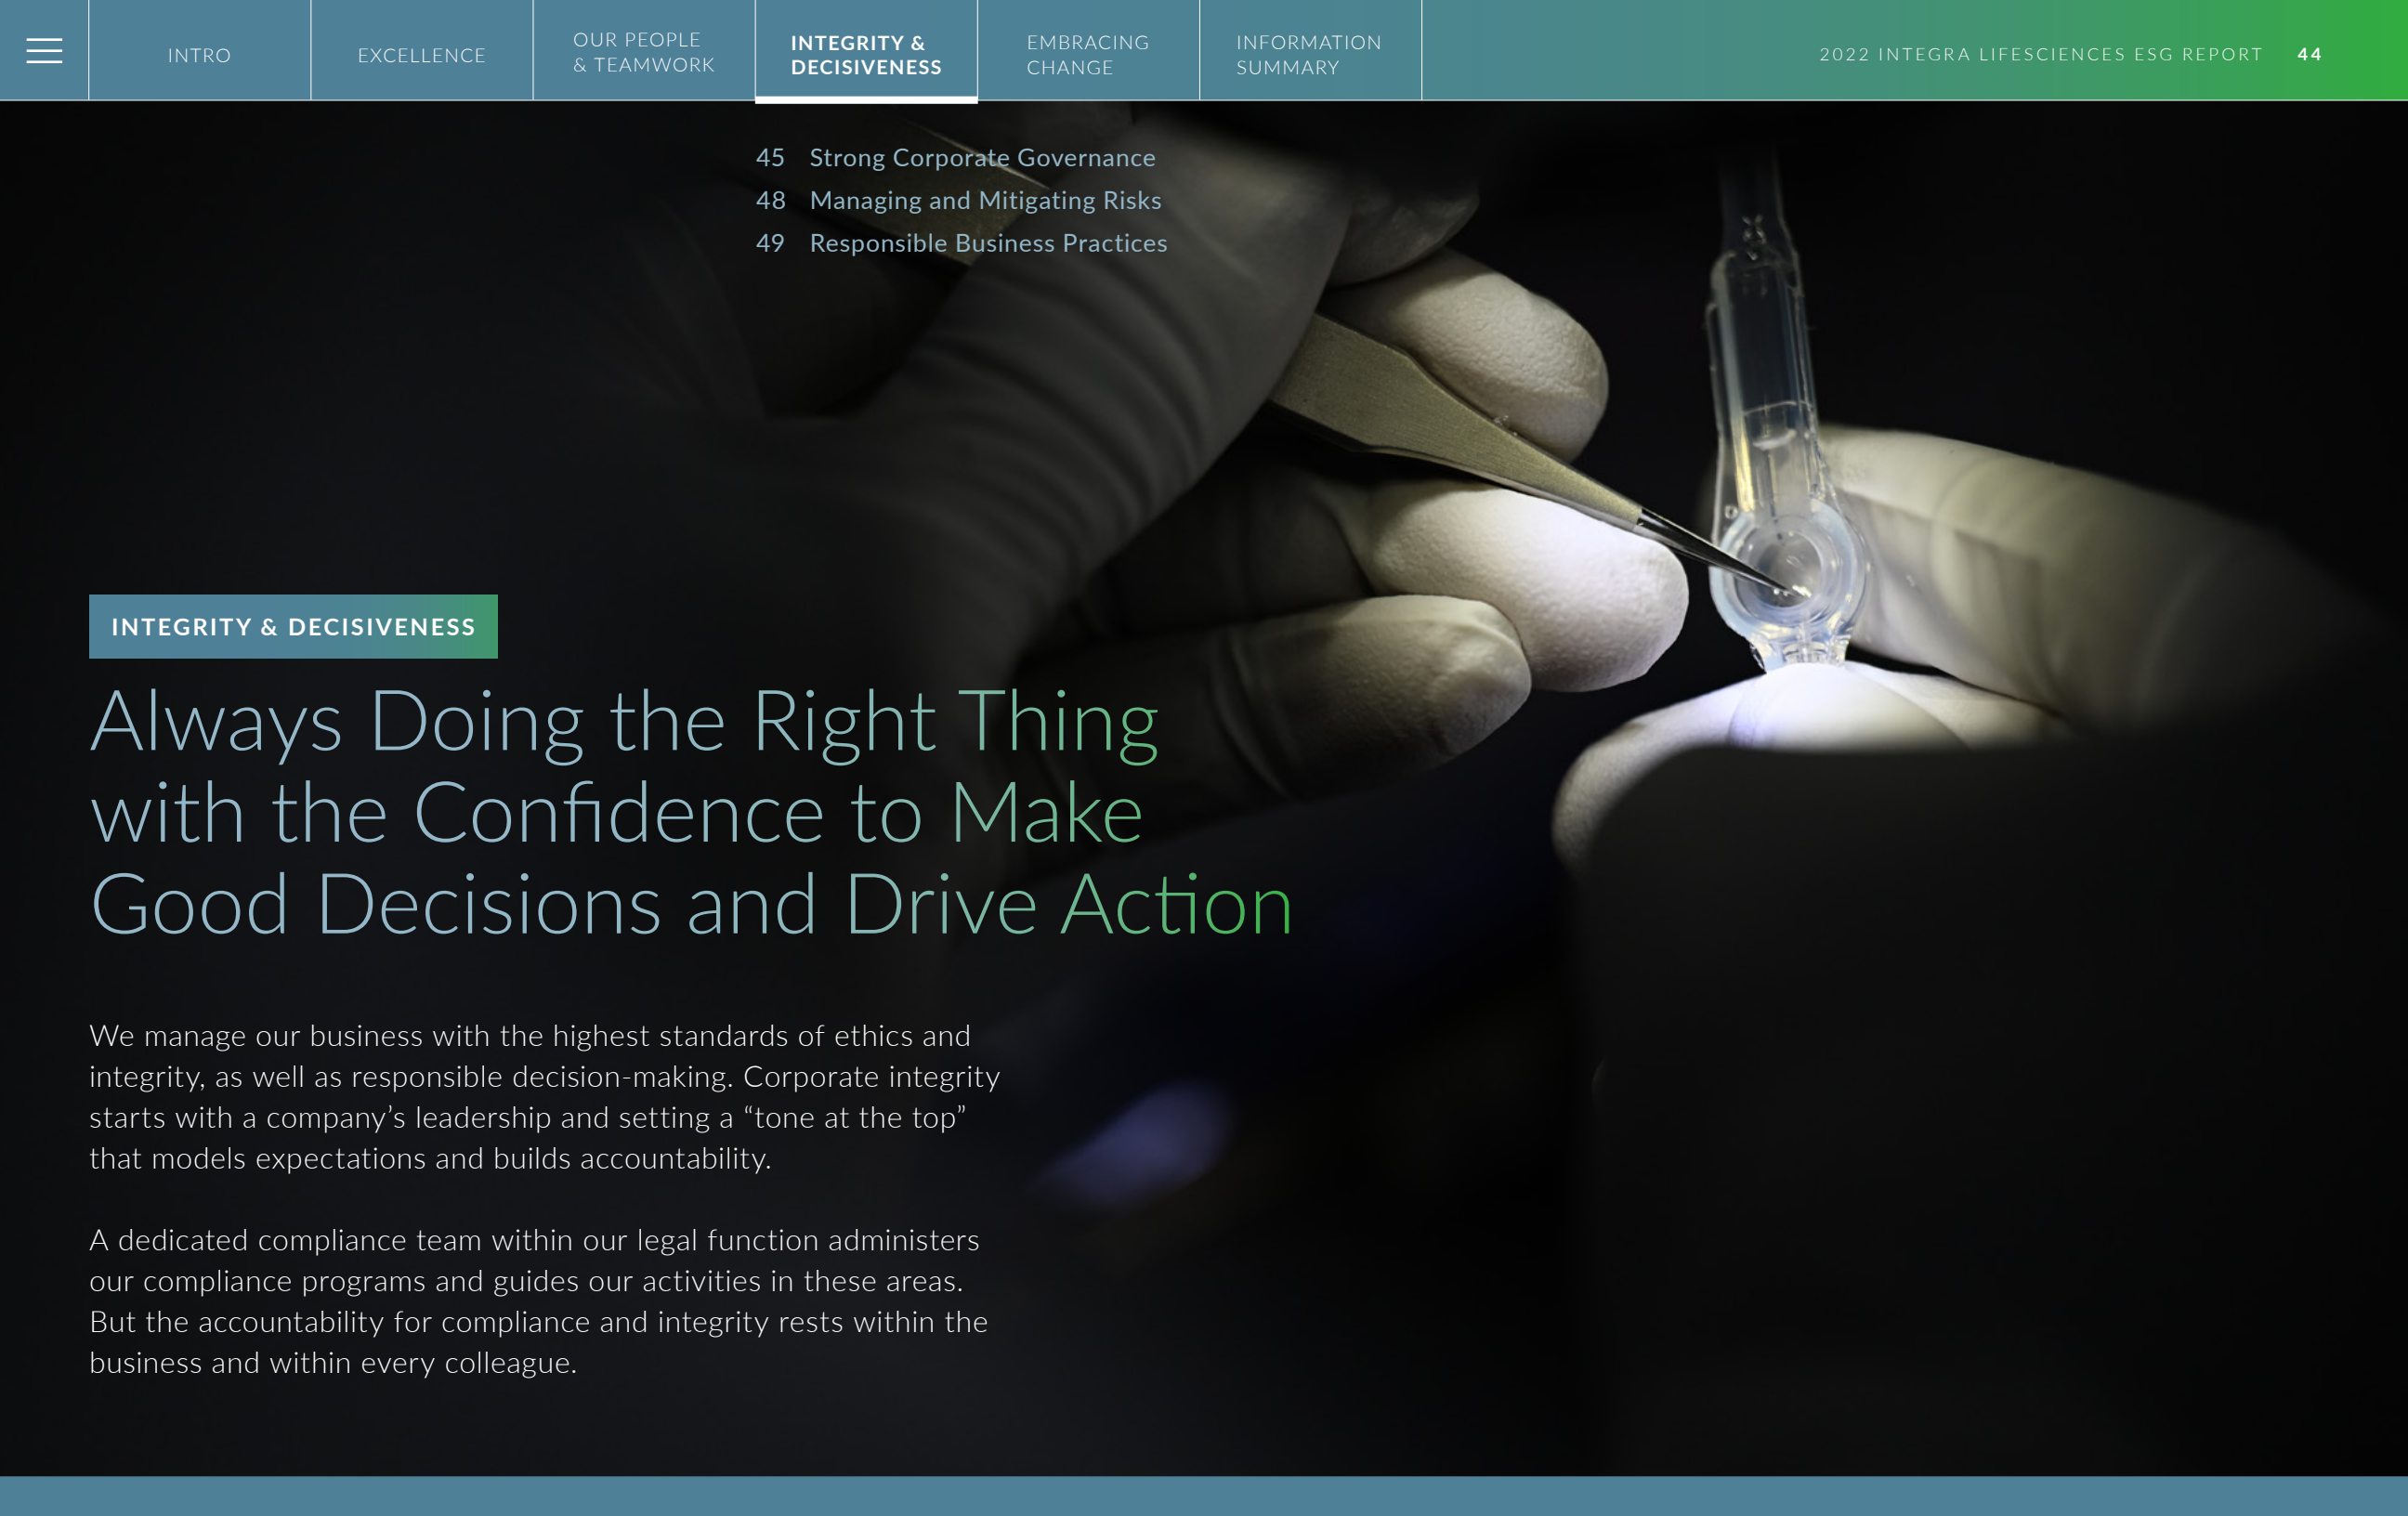 INTRO
EXCELLENCE
OUR PEOPLE
& TEAMWORK
INTEGRITY &
DECISIVENESS
EMBRACING
CHANGE
INFORMATION
SUMMARY
2022 INTEGRA LIFESCIENCES ESG REPORT 44
45 Strong Corporate Governance
48 Managing and Mitigating Risks
49 Responsible Business Practices
INTEGRITY & DECISIVENESS
Always Doing the Right Thing
with the Confidence to Make
Good Decisions and Drive Action
We manage our business with the highest standards of ethics and
integrity, as well as responsible decision-making. Corporate integrity
starts with a company’s leadership and setting a “tone at the top”
that models expectations and builds accountability.
A dedicated compliance team within our legal function administers
our compliance programs and guides our activities in these areas.
But the accountability for compliance and integrity rests within the
business and within every colleague.